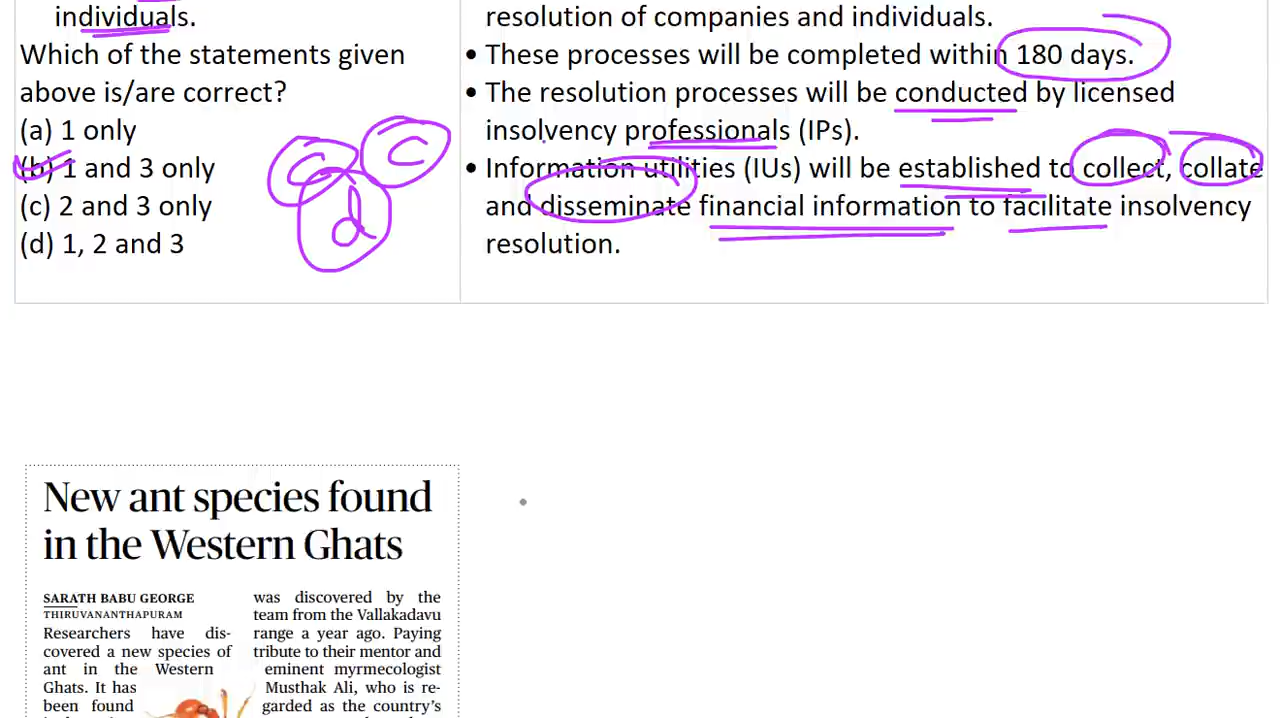 individuals.
Which of the statements given
above is/are correct?
(a) 1 only
(b) 1 and 3 only
(c) 2 and 3 only
(d) 1, 2 and 3
C
C
d
resolution of companies and individuals.
• These processes will be completed within 180 days.
• The resolution processes will be conducted by licensed
insolvency professionals (IPs).
• Information utilities (IUs) will be established to collect, collate
and disseminate financial information to facilitate insolvency
resolution.
New ant species found
in the Western Ghats
SARATH BABU GEORGE
THIRUVANANTHAPURAM
Researchers have dis-
covered a new species of
ant in the Western
Ghats. It has
been found
was discovered by the
team from the Vallakadavu
range a year ago. Paying
tribute to their mentor and
eminent myrmecologist
Musthak Ali, who is re-
garded as the country's